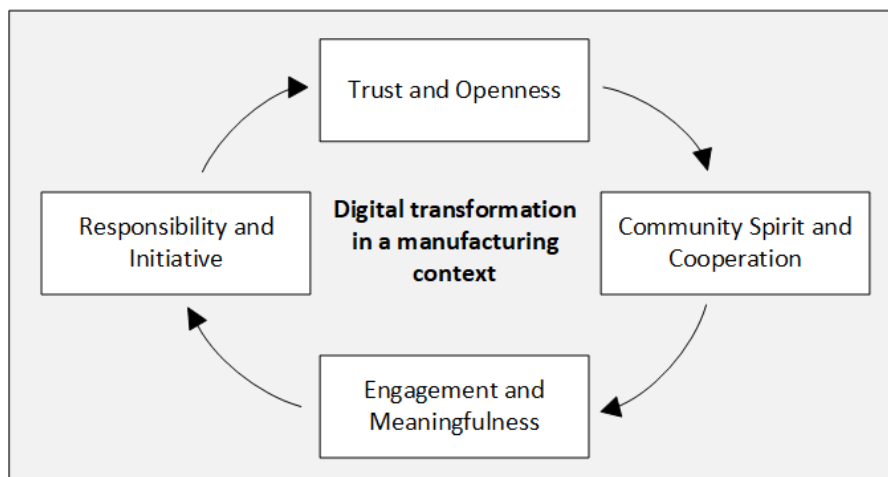 Trust and Openness
Responsibility and
Initiative
Digital transformation
in a manufacturing
context
Community Spirit and
Cooperation
Engagement and
Meaningfulness